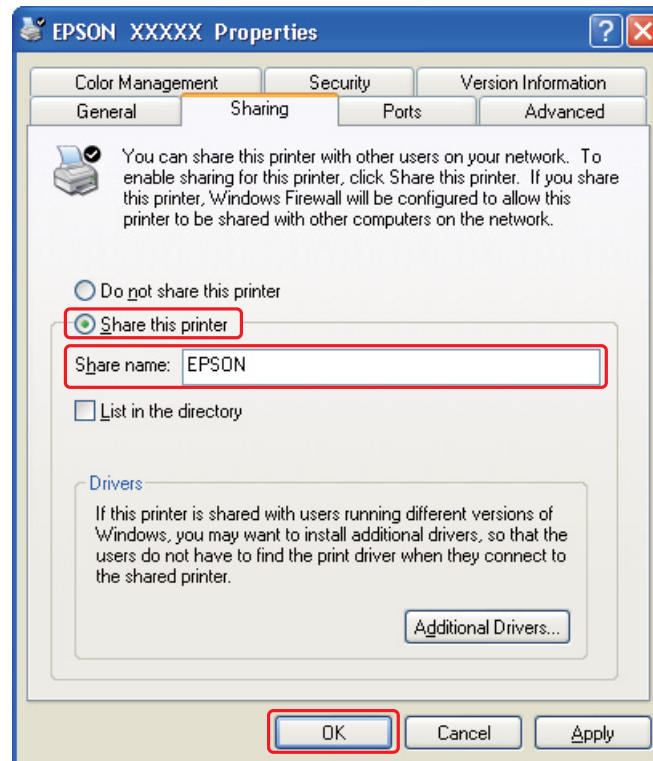 EPSON XXXXX Properties
Color Management Security Version Information
General Sharing Ports Advanced
You can share this printer with other users on your network. To
enable sharing for this printer, click Share this printer. If you share
this printer, Windows Firewall will be configured to allow this
printer to be shared with other computers on the network.
Do not share this printer
Share this printer
Share name: EPSON
List in the directory
Drivers
If this printer is shared with users running different versions of
Windows, you may want to install additional drivers, so that the
users do not have to find the print driver when they connect to
the shared printer.
Additional Drivers...
OK Cancel Apply